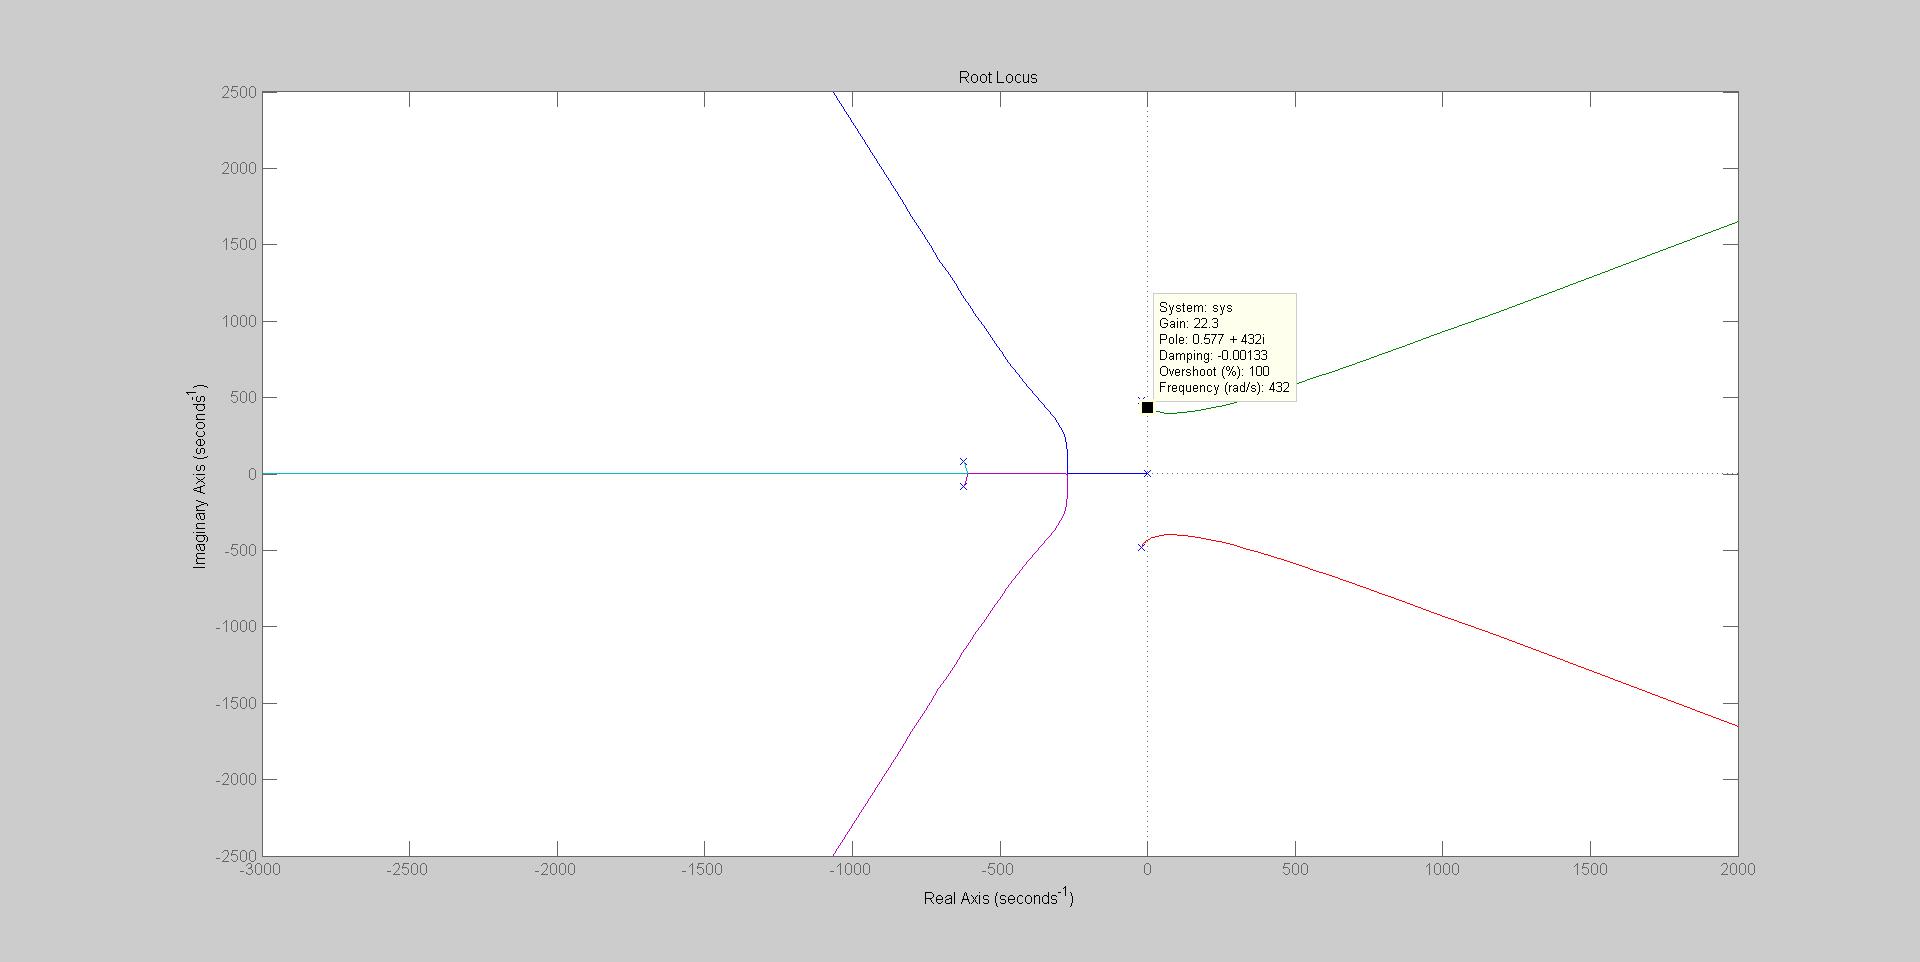 Root Locus
2500
2000
1500
1000
500
0
-500
-1000
-1500
-2000
-2500
Imaginary Axis (seconds-1)
System: sys
Gain: 22.3
Pole: 0.577 + 432i
Damping: -0.00133
Overshoot (%): 100
Frequency (rad/s): 432
-3000 -2500 -2000 -1500 -1000 -500 0 500 1000 1500 2000
Real Axis (seconds-1)